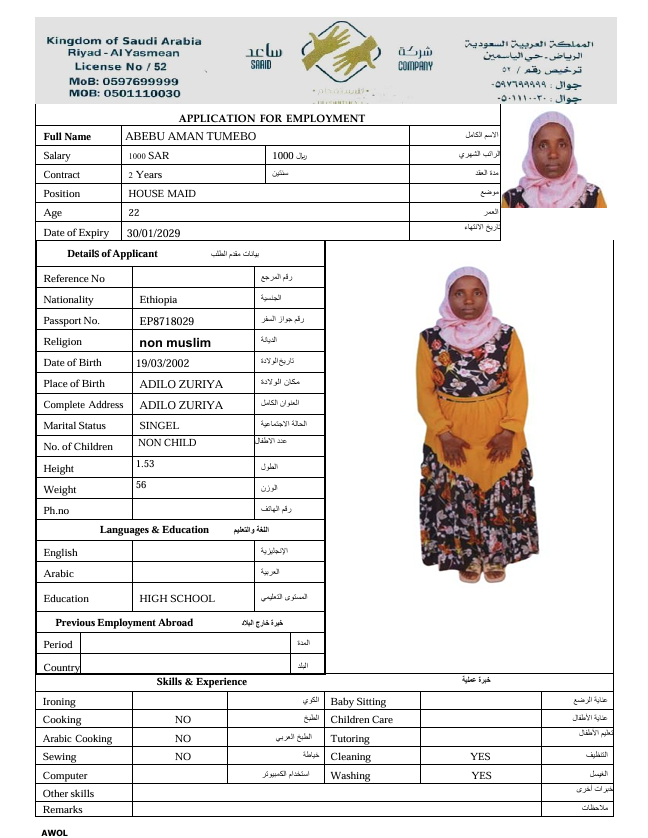 Kingdom of Saudi Arabia
Riyad - Al Yasmean
License No / 52
MoB: 0597699999
MOB: 0501110030
ساعد
SAAID
شركة
COMPANY
المملكة العربية السعودية
الرياض.حي الياسمين
ترخيص رقم / ٥٢
جوال : ٠٥٩٧٦٩٩٩٩٩
جوال : ٠٥٠١١١٠٠٣٠
APPLICATION FOR EMPLOYMENT
Full Name ABEBU AMAN TUMEBO الاسم الكامل
Salary 1000 SAR 1000 ريال الراتب الشهري
Contract 2 Years سنتين مدة العقد
Position HOUSE MAID موضع
Age 22 العمر
Date of Expiry 30/01/2029 تاريخ الانتهاء
Details of Applicant بيانات مقدم الطلب
Reference No رقم المرجع
Nationality Ethiopia الجنسية
Passport No. EP8718029 رقم جواز السفر
Religion non muslim الديانة
Date of Birth 19/03/2002 تاريخ الولادة
Place of Birth ADILO ZURIYA مكان الولادة
Complete Address ADILO ZURIYA العنوان الكامل
Marital Status SINGEL الحالة الاجتماعية
No. of Children NON CHILD عدد الاطفال
Height 1.53 الطول
Weight 56 الوزن
Ph.no رقم الهاتف
Languages & Education اللغة والتعليم
English الإنجليزية
Arabic العربية
Education HIGH SCHOOL المستوى التعليمي
Previous Employment Abroad خبرة خارج البلاد
Period المدة
Country البلد
Skills & Experience خبرة عملية
Ironing الكوي Baby Sitting عناية الرضع
Cooking NO الطبخ Children Care عناية الأطفال
Arabic Cooking NO الطبخ العربي Tutoring تعليم الأطفال
Sewing NO خياطة Cleaning YES التنظيف
Computer استخدام الكمبيوتر Washing YES الغيسل
Other skills خبرات أخرى
Remarks ملاحظات
AWOL